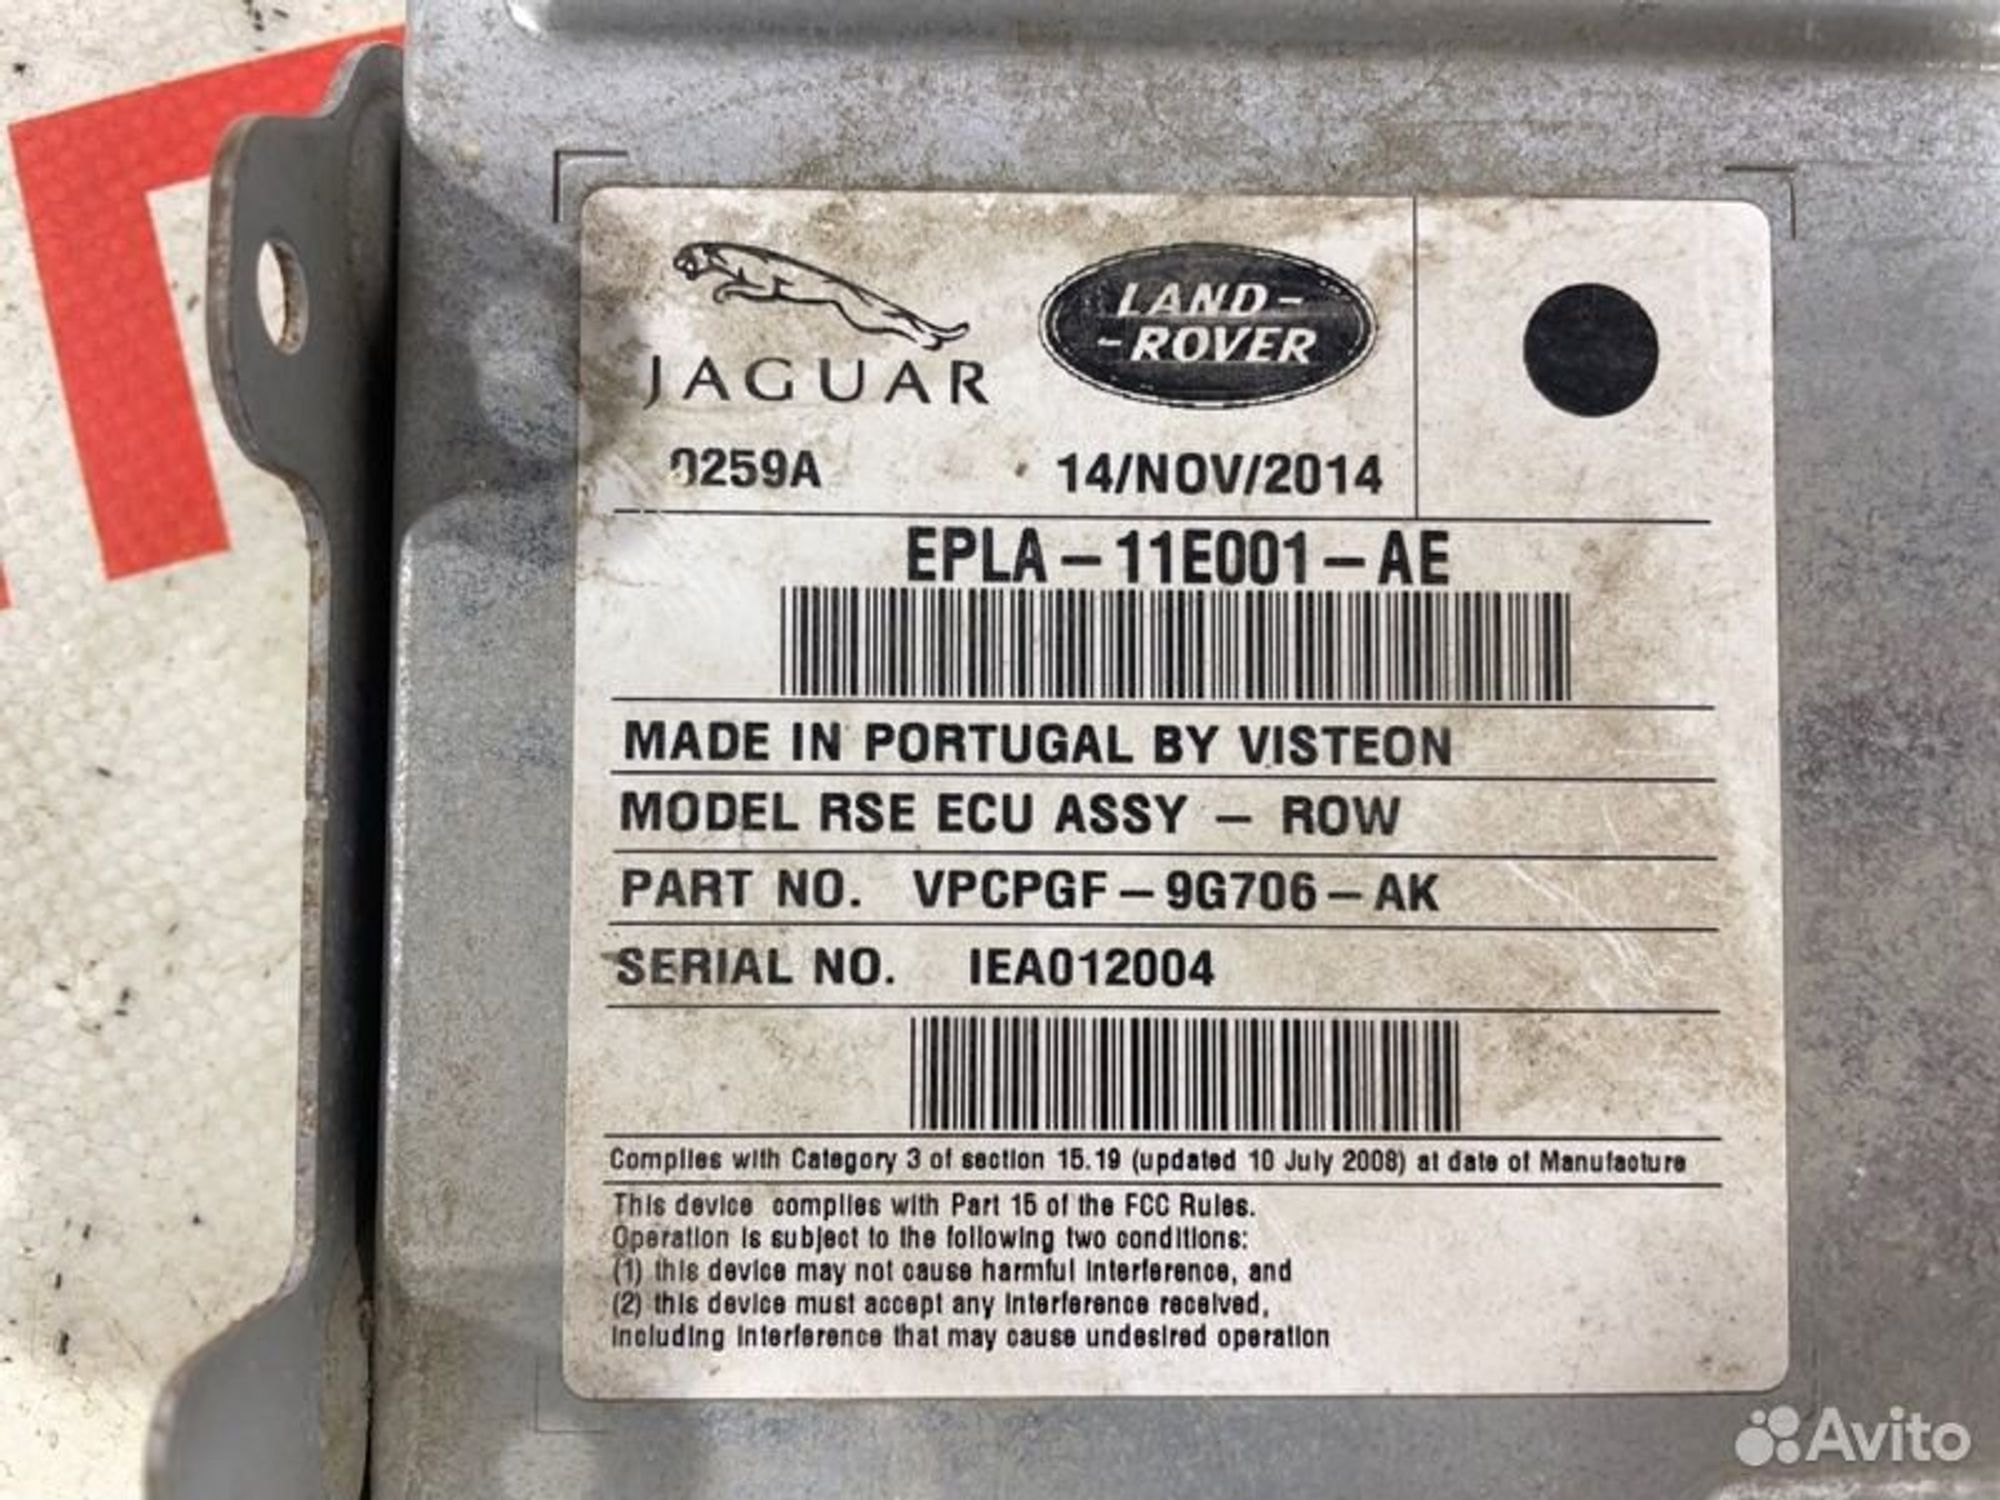 JAGUAR
LAND-
-ROVER
0259A 14/NOV/2014
EPLA-11E001-AE
MADE IN PORTUGAL BY VISTEON
MODEL RSE ECU ASSY - ROW
PART NO. VPCPGF-9G706-AK
SERIAL NO. IEA012004
Complies with Category 3 of section 15.19 (updated 10 July 2008) at date of Manufacture
This device complies with Part 15 of the FCC Rules.
Operation is subject to the following two conditions:
(1) this device may not cause harmful interference, and
(2) this device must accept any interference received,
including interference that may cause undesired operation
Avito